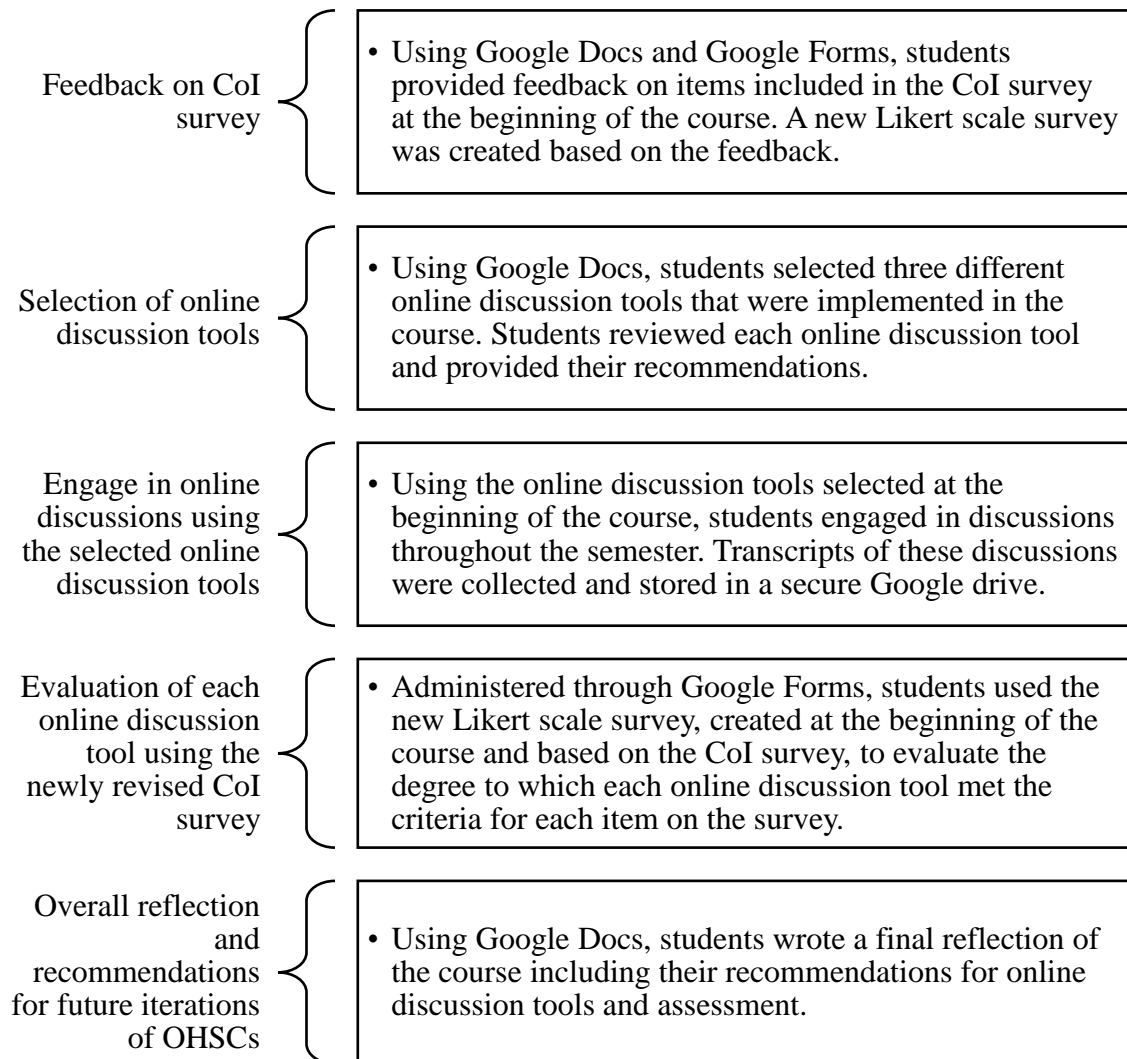 Feedback on CoI
survey
• Using Google Docs and Google Forms, students
provided feedback on items included in the CoI survey
at the beginning of the course. A new Likert scale survey
was created based on the feedback.
Selection of online
discussion tools
• Using Google Docs, students selected three different
online discussion tools that were implemented in the
course. Students reviewed each online discussion tool
and provided their recommendations.
Engage in online
discussions using
the selected online
discussion tools
• Using the online discussion tools selected at the
beginning of the course, students engaged in discussions
throughout the semester. Transcripts of these discussions
were collected and stored in a secure Google drive.
Evaluation of each
online discussion
tool using the
newly revised CoI
survey
• Administered through Google Forms, students used the
new Likert scale survey, created at the beginning of the
course and based on the CoI survey, to evaluate the
degree to which each online discussion tool met the
criteria for each item on the survey.
Overall reflection
and
recommendations
for future iterations
of OHSCs
• Using Google Docs, students wrote a final reflection of
the course including their recommendations for online
discussion tools and assessment.